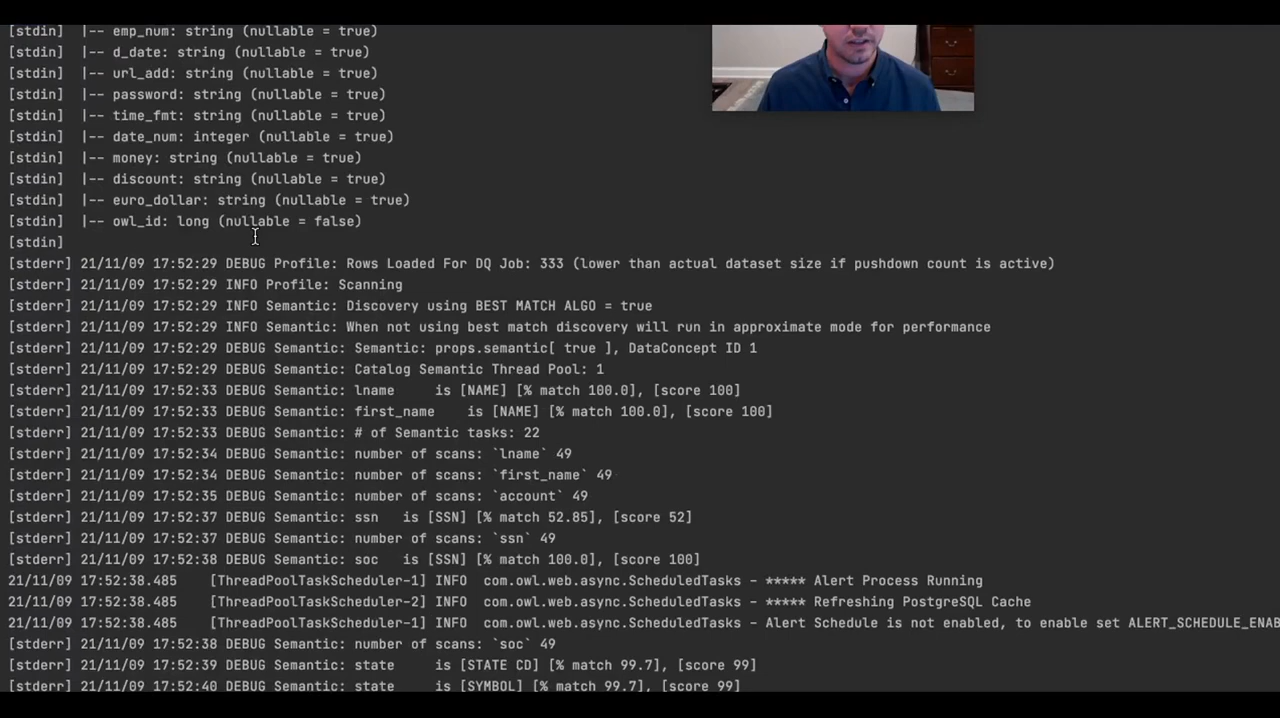 [stdin]  |-- emp_num: string (nullable = true)
[stdin]  |-- d_date: string (nullable = true)
[stdin]  |-- url_add: string (nullable = true)
[stdin]  |-- password: string (nullable = true)
[stdin]  |-- time_fmt: string (nullable = true)
[stdin]  |-- date_num: integer (nullable = true)
[stdin]  |-- money: string (nullable = true)
[stdin]  |-- discount: string (nullable = true)
[stdin]  |-- euro_dollar: string (nullable = true)
[stdin]  |-- owl_id: long (nullable = false)
[stdin]
[stderr] 21/11/09 17:52:29 DEBUG Profile: Rows Loaded For DQ Job: 333 (lower than actual dataset size if pushdown count is active)
[stderr] 21/11/09 17:52:29 INFO Profile: Scanning
[stderr] 21/11/09 17:52:29 INFO Semantic: Discovery using BEST MATCH ALGO = true
[stderr] 21/11/09 17:52:29 INFO Semantic: When not using best match discovery will run in approximate mode for performance
[stderr] 21/11/09 17:52:29 DEBUG Semantic: Semantic: props.semantic[ true ], DataConcept ID 1
[stderr] 21/11/09 17:52:29 DEBUG Semantic: Catalog Semantic Thread Pool: 1
[stderr] 21/11/09 17:52:33 DEBUG Semantic: lname     is [NAME] [% match 100.0], [score 100]
[stderr] 21/11/09 17:52:33 DEBUG Semantic: first_name    is [NAME] [% match 100.0], [score 100]
[stderr] 21/11/09 17:52:33 DEBUG Semantic: # of Semantic tasks: 22
[stderr] 21/11/09 17:52:34 DEBUG Semantic: number of scans: `lname` 49
[stderr] 21/11/09 17:52:34 DEBUG Semantic: number of scans: `first_name` 49
[stderr] 21/11/09 17:52:35 DEBUG Semantic: number of scans: `account` 49
[stderr] 21/11/09 17:52:37 DEBUG Semantic: ssn   is [SSN] [% match 52.85], [score 52]
[stderr] 21/11/09 17:52:37 DEBUG Semantic: number of scans: `ssn` 49
[stderr] 21/11/09 17:52:38 DEBUG Semantic: soc   is [SSN] [% match 100.0], [score 100]
21/11/09 17:52:38.485    [ThreadPoolTaskScheduler-1] INFO  com.owl.web.async.ScheduledTasks - ***** Alert Process Running
21/11/09 17:52:38.485    [ThreadPoolTaskScheduler-2] INFO  com.owl.web.async.ScheduledTasks - ***** Refreshing PostgreSQL Cache
21/11/09 17:52:38.485    [ThreadPoolTaskScheduler-1] INFO  com.owl.web.async.ScheduledTasks - Alert Schedule is not enabled, to enable set ALERT_SCHEDULE_ENAB
[stderr] 21/11/09 17:52:38 DEBUG Semantic: number of scans: `soc` 49
[stderr] 21/11/09 17:52:39 DEBUG Semantic: state     is [STATE CD] [% match 99.7], [score 99]
[stderr] 21/11/09 17:52:40 DEBUG Semantic: state     is [SYMBOL] [% match 99.7], [score 99]